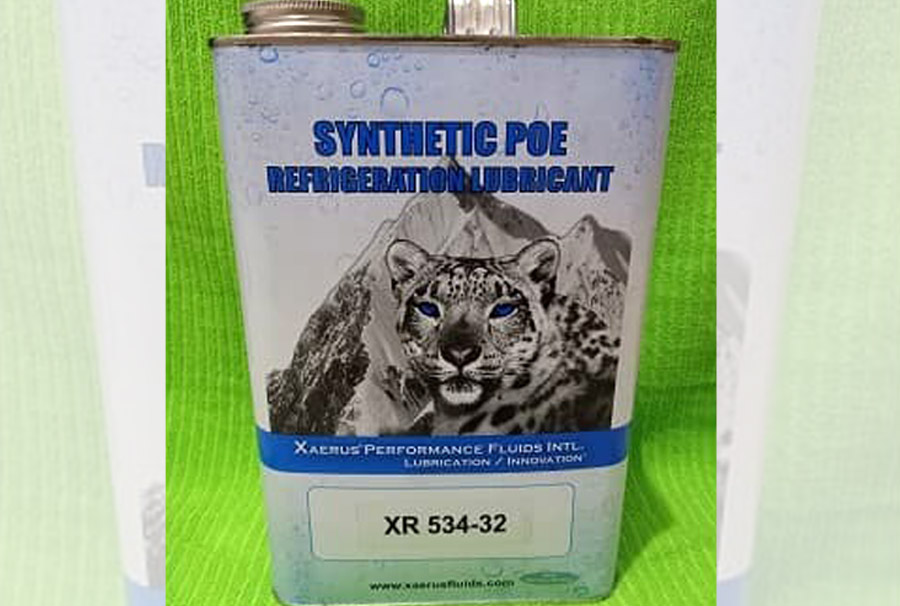 SYNTHETIC POE
REFRIGERATION LUBRICANT
XAERUS PERFORMANCE FLUIDS INTL.
LUBRICATION / INNOVATION
XR 534-32
www.xaerusfluids.com